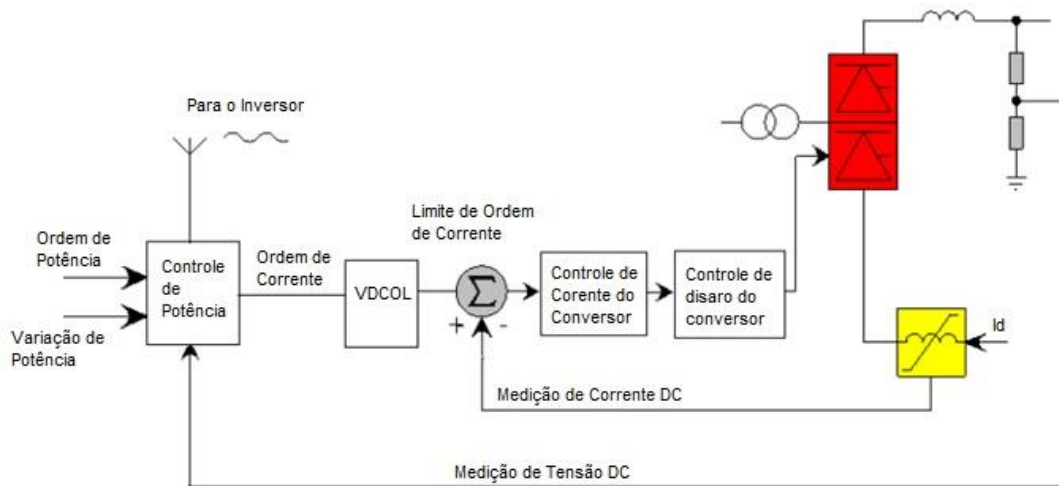 Para o Inversor
Limite de Ordem
de Corrente
Ordem de
Potência
Variação de
Potência
Controle
de
Potência
Ordem de
Corrente
VDCOL
Σ
+
-
Controle de
Corente do
Conversor
Controle de
disaro do
conversor
Id
Medição de Corrente DC
Medição de Tensão DC